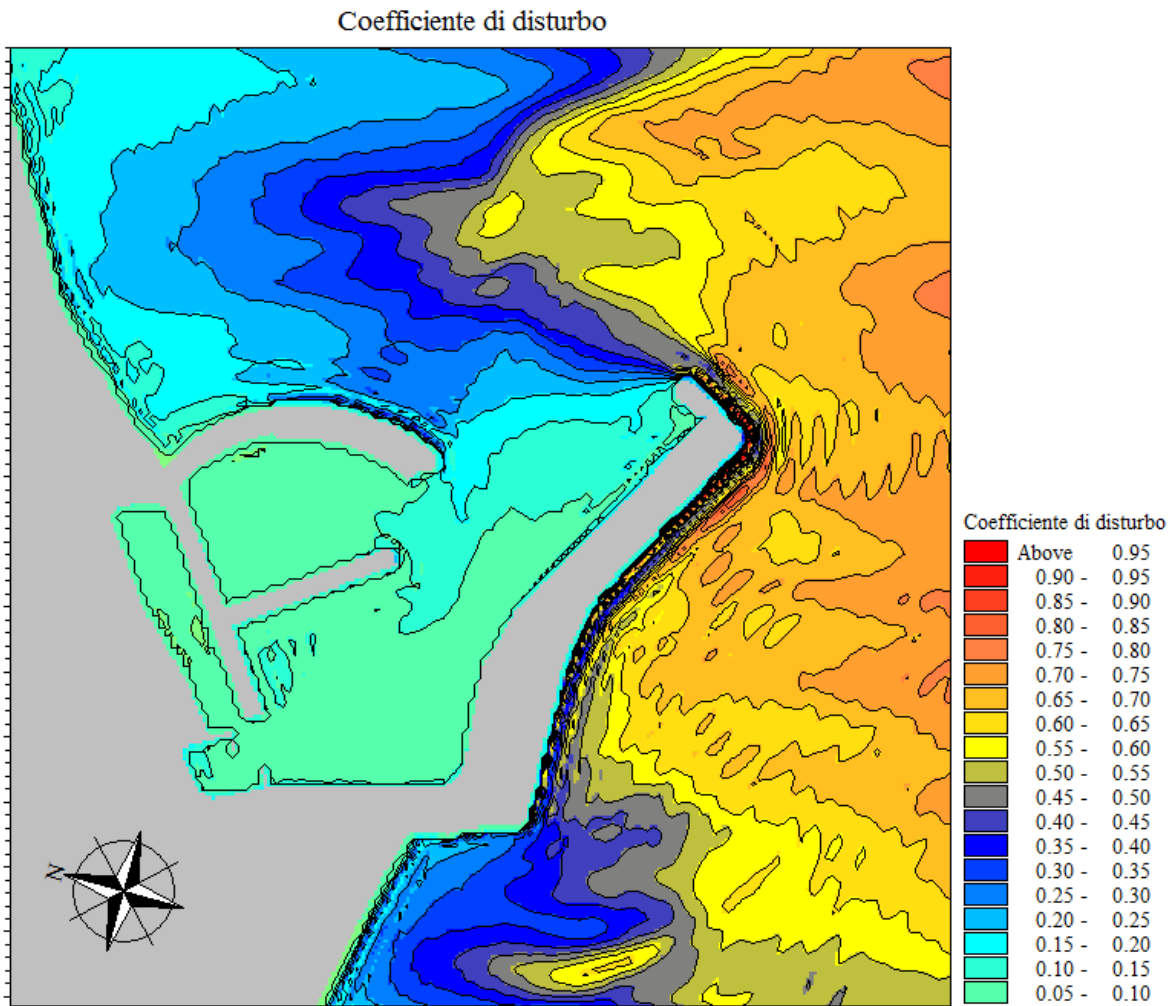 Coefficiente di disturbo
N
Coefficiente di disturbo
Above 0.95
0.90 - 0.95
0.85 - 0.90
0.80 - 0.85
0.75 - 0.80
0.70 - 0.75
0.65 - 0.70
0.60 - 0.65
0.55 - 0.60
0.50 - 0.55
0.45 - 0.50
0.40 - 0.45
0.35 - 0.40
0.30 - 0.35
0.25 - 0.30
0.20 - 0.25
0.15 - 0.20
0.10 - 0.15
0.05 - 0.10